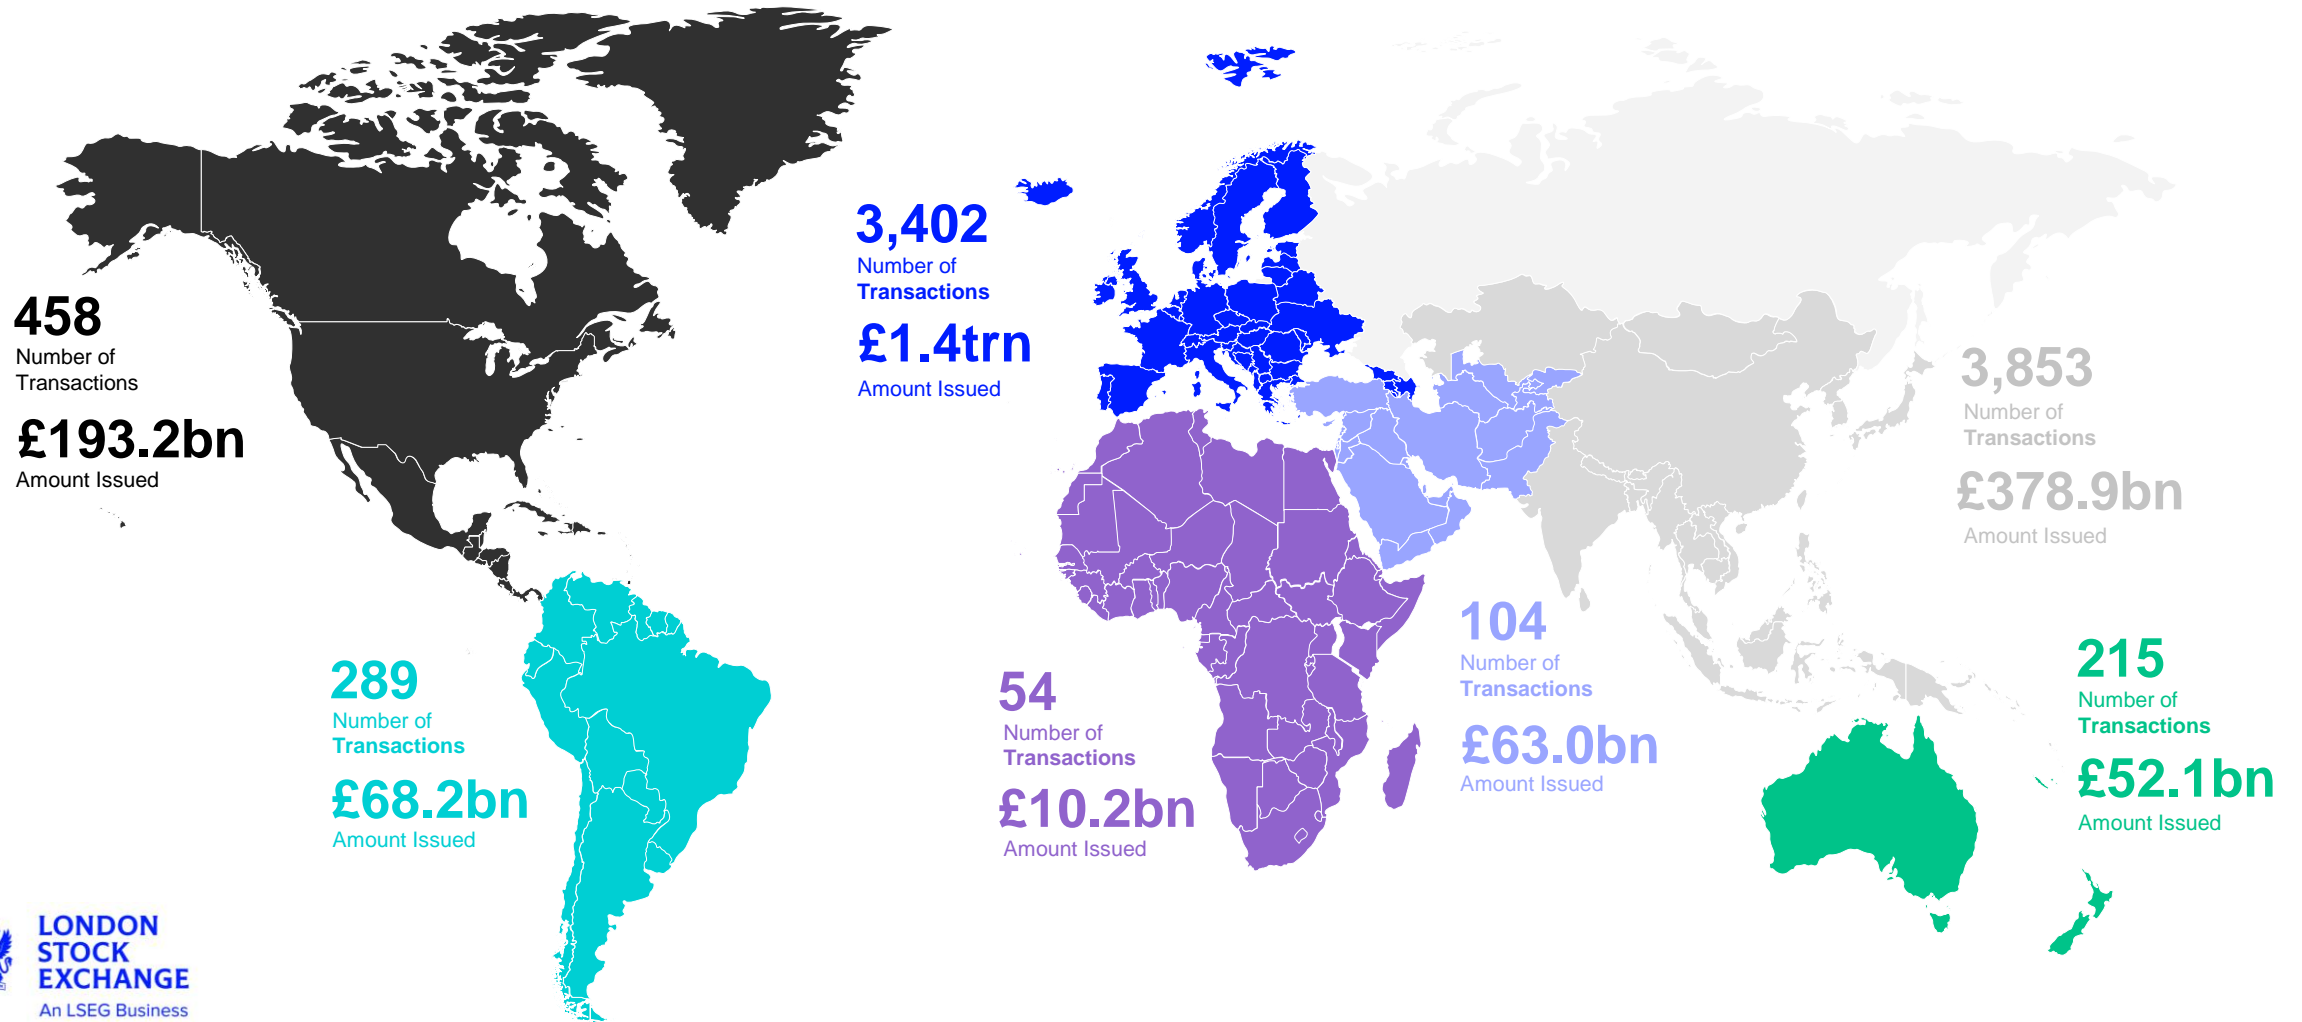 3,402
Number of
Transactions
£1.4trn
Amount Issued
458
Number of
Transactions
£193.2bn
Amount Issued
3,853
Number of
Transactions
£378.9bn
Amount Issued
104
Number of
Transactions
£63.0bn
Amount Issued
215
Number of
Transactions
£52.1bn
Amount Issued
289
Number of
Transactions
£68.2bn
Amount Issued
54
Number of
Transactions
£10.2bn
Amount Issued
LONDON
STOCK
EXCHANGE
An LSEG Business